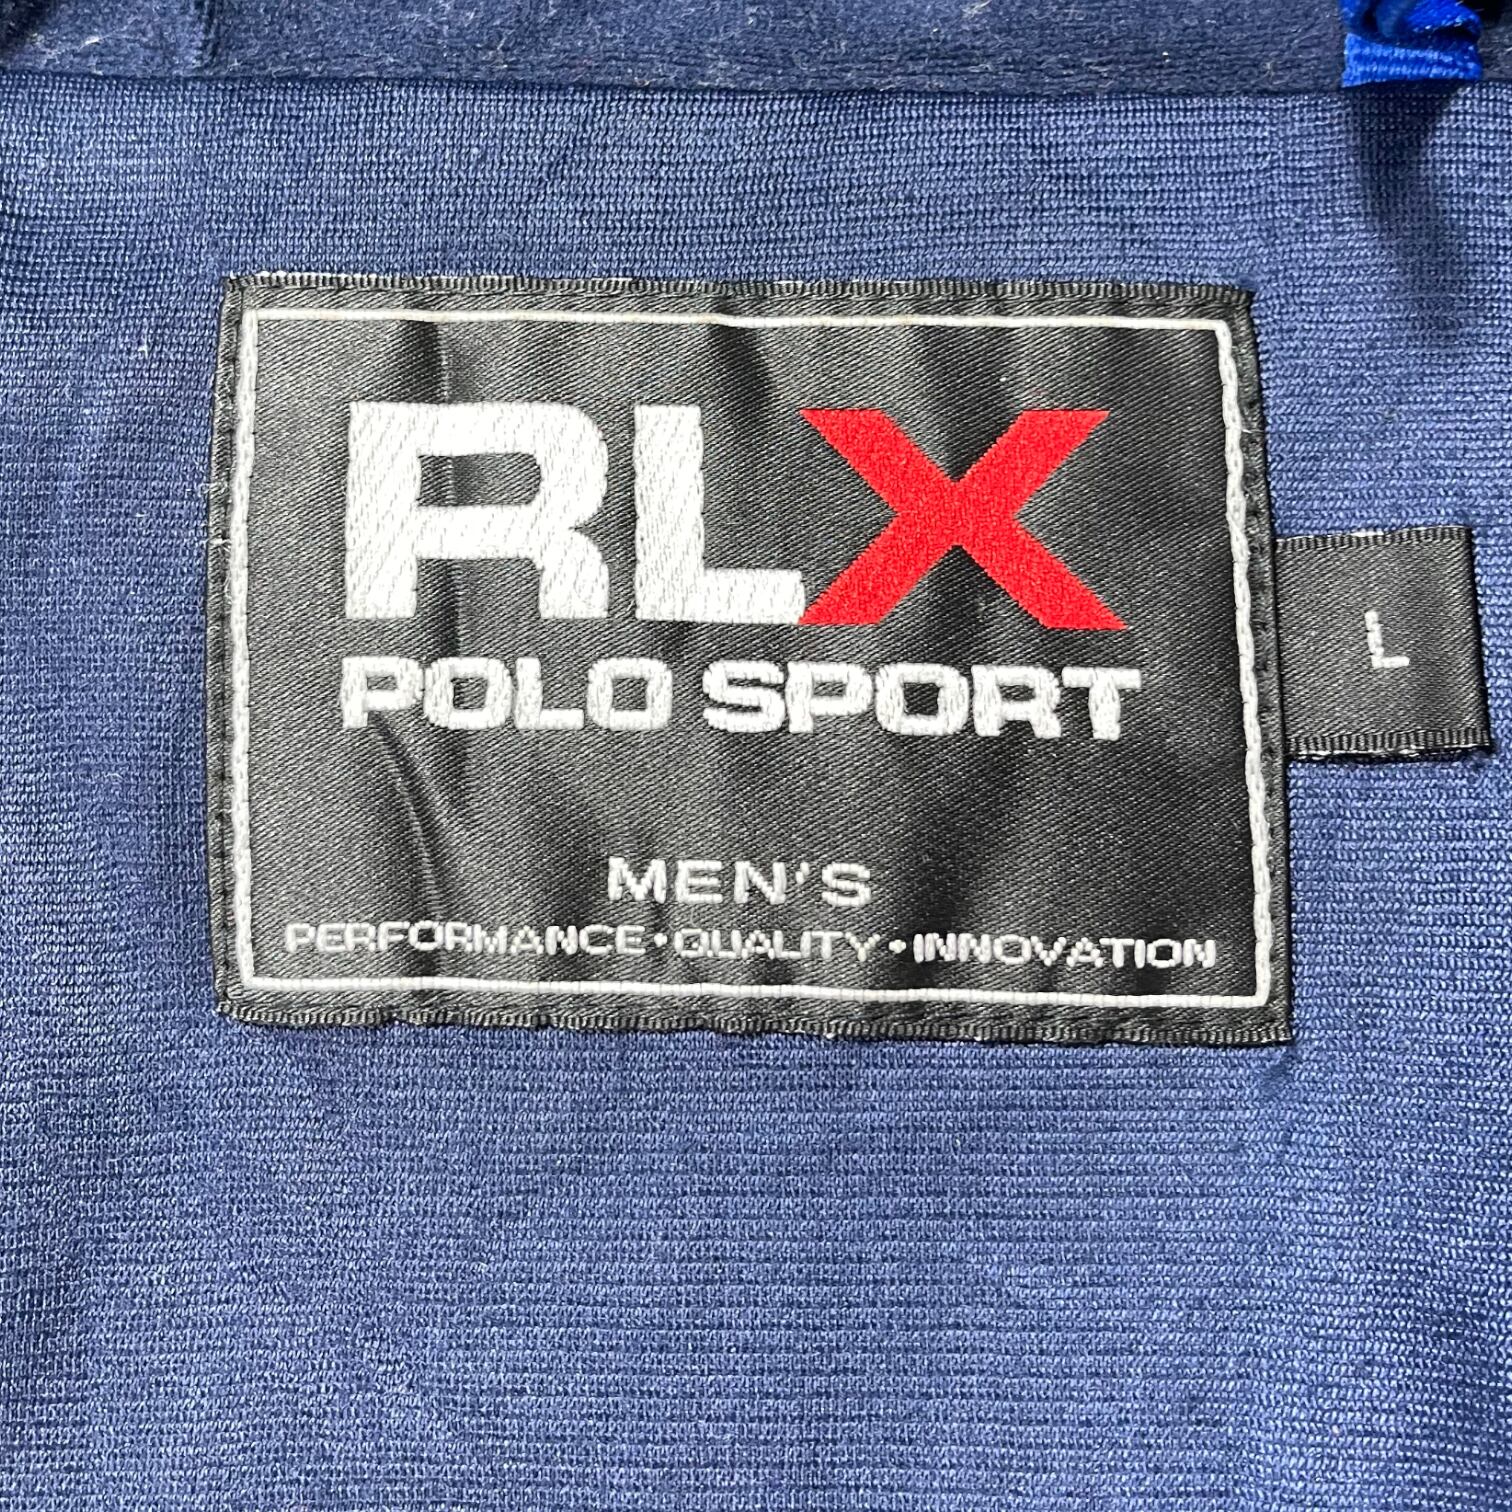 RLX
POLO SPORT
L
MEN'S
PERFORMANCE • QUALITY • INNOVATION